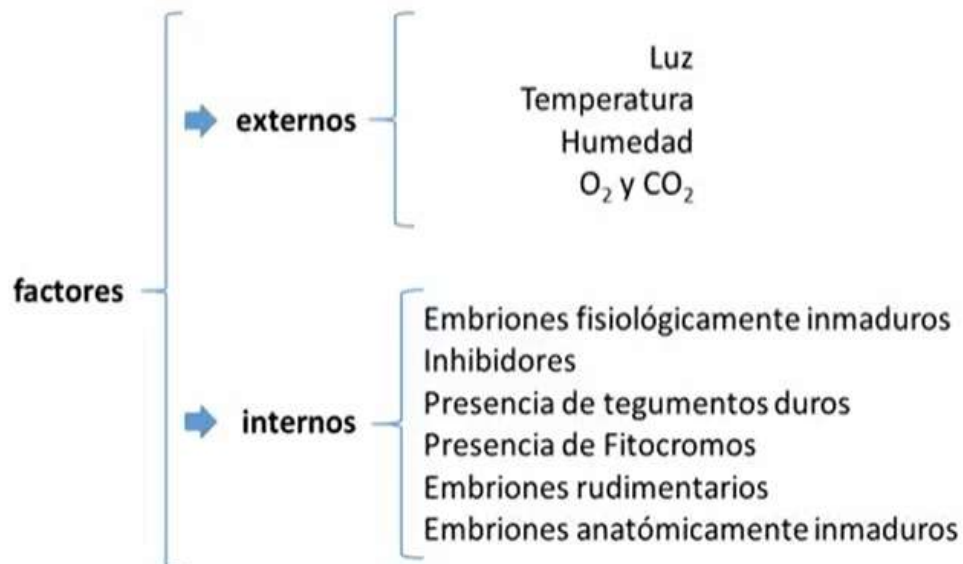 factores
externos
Luz
Temperatura
Humedad
O₂ y CO₂
internos
Embriones fisiológicamente inmaduros
Inhibidores
Presencia de tegumentos duros
Presencia de Fitocromos
Embriones rudimentarios
Embriones anatómicamente inmaduros